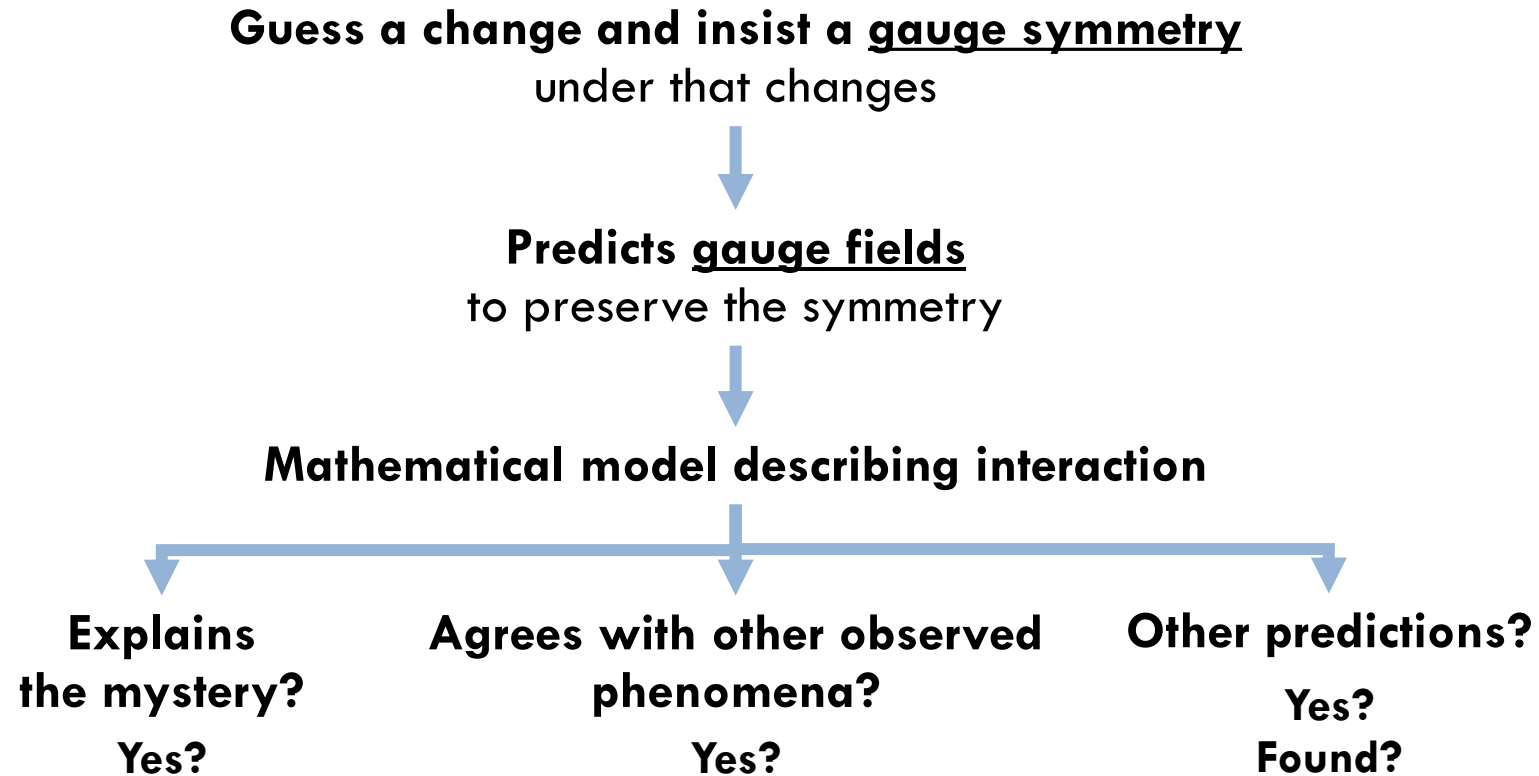 Guess a change and insist a gauge symmetry
under that changes
Predicts gauge fields
to preserve the symmetry
Mathematical model describing interaction
Explains
the mystery?
Yes?
Agrees with other observed
phenomena?
Yes?
Other predictions?
Yes?
Found?